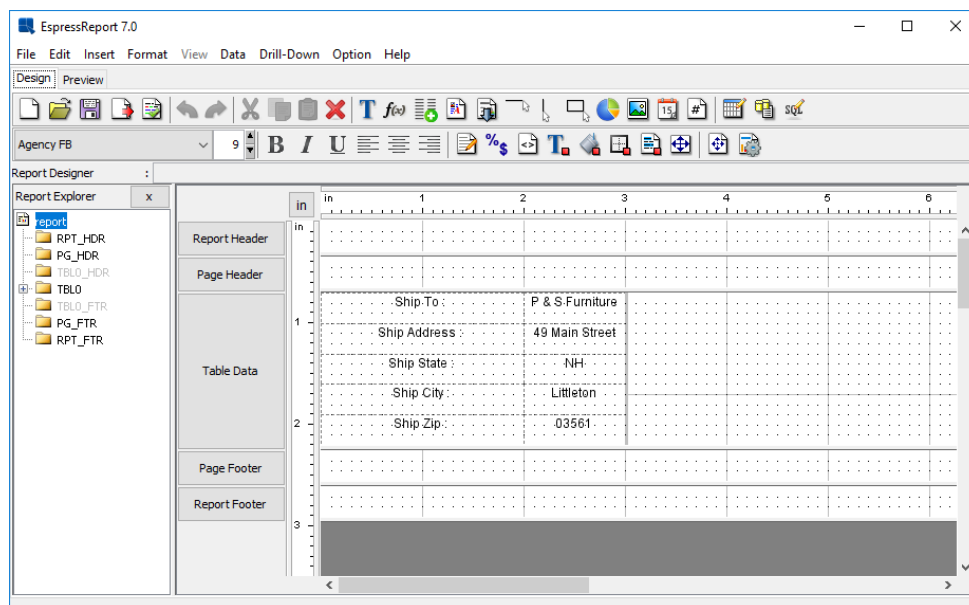 EspressReport 7.0
File Edit Insert Format View Data Drill-Down Option Help
Design Preview
T f(x) 15 # SQL
Agency FB 9 B I U % $ <> T
Report Designer :
Report Explorer x
report
RPT_HDR
PG_HDR
TBL0_HDR
TBL0
TBL0_FTR
PG_FTR
RPT_FTR
in
in 1 2 3 4 5 6
in
1
2
3
Report Header
Page Header
Table Data
Page Footer
Report Footer
Ship To : P & S Furniture
Ship Address : 49 Main Street
Ship State : NH
Ship City : Littleton
Ship Zip : 03561